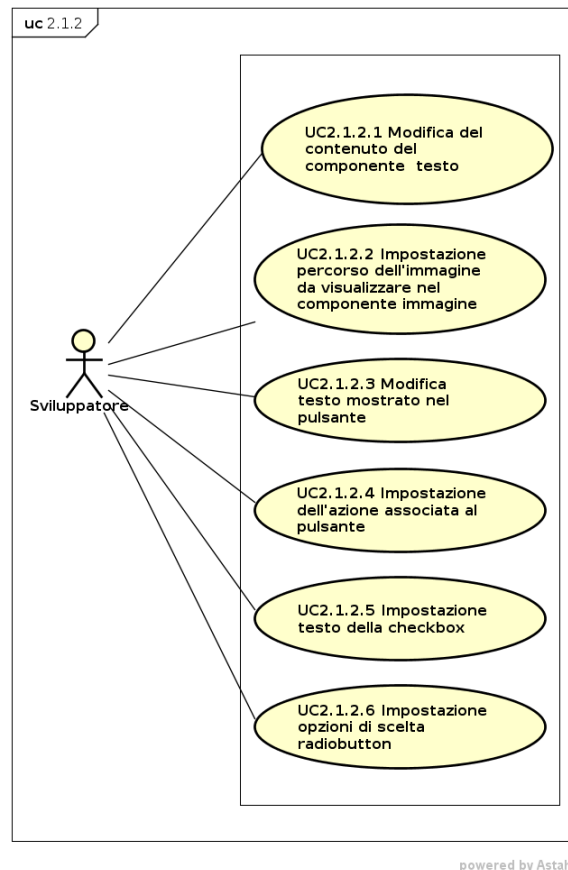 uc 2.1.2
UC2.1.2.1 Modifica del
contenuto del
componente testo
UC2.1.2.2 Impostazione
percorso dell'immagine
da visualizzare nel
componente immagine
Sviluppatore
UC2.1.2.3 Modifica
testo mostrato nel
pulsante
UC2.1.2.4 Impostazione
dell'azione associata al
pulsante
UC2.1.2.5 Impostazione
testo della checkbox
UC2.1.2.6 Impostazione
opzioni di scelta
radiobutton
powered by Astah